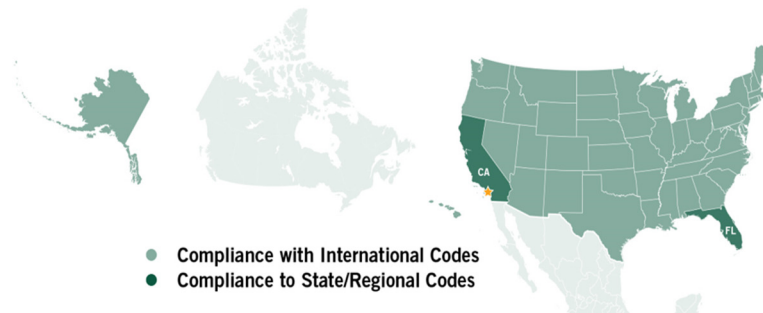 CA
FL
Compliance with International Codes
Compliance to State/Regional Codes